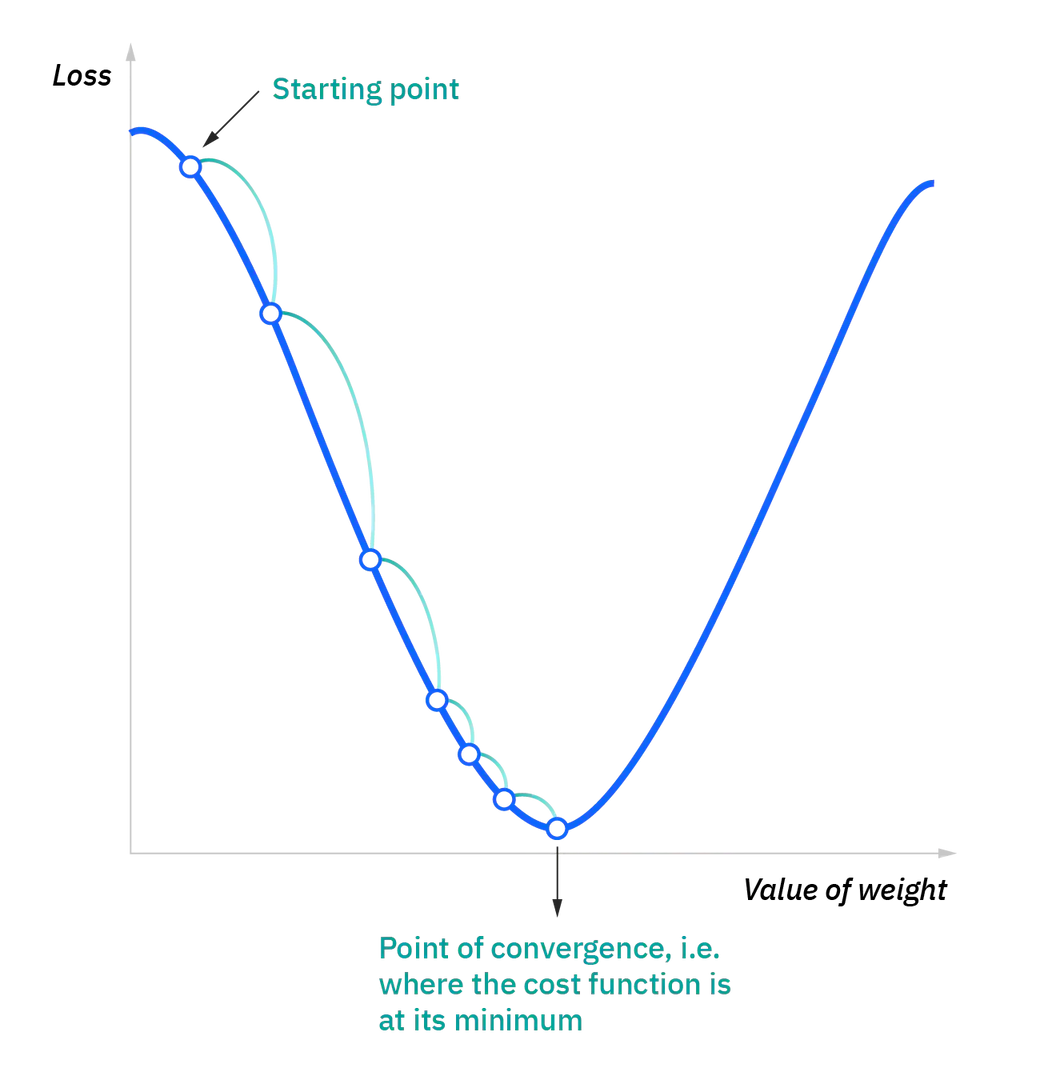 Loss
Starting point
Value of weight
Point of convergence, i.e.
where the cost function is
at its minimum